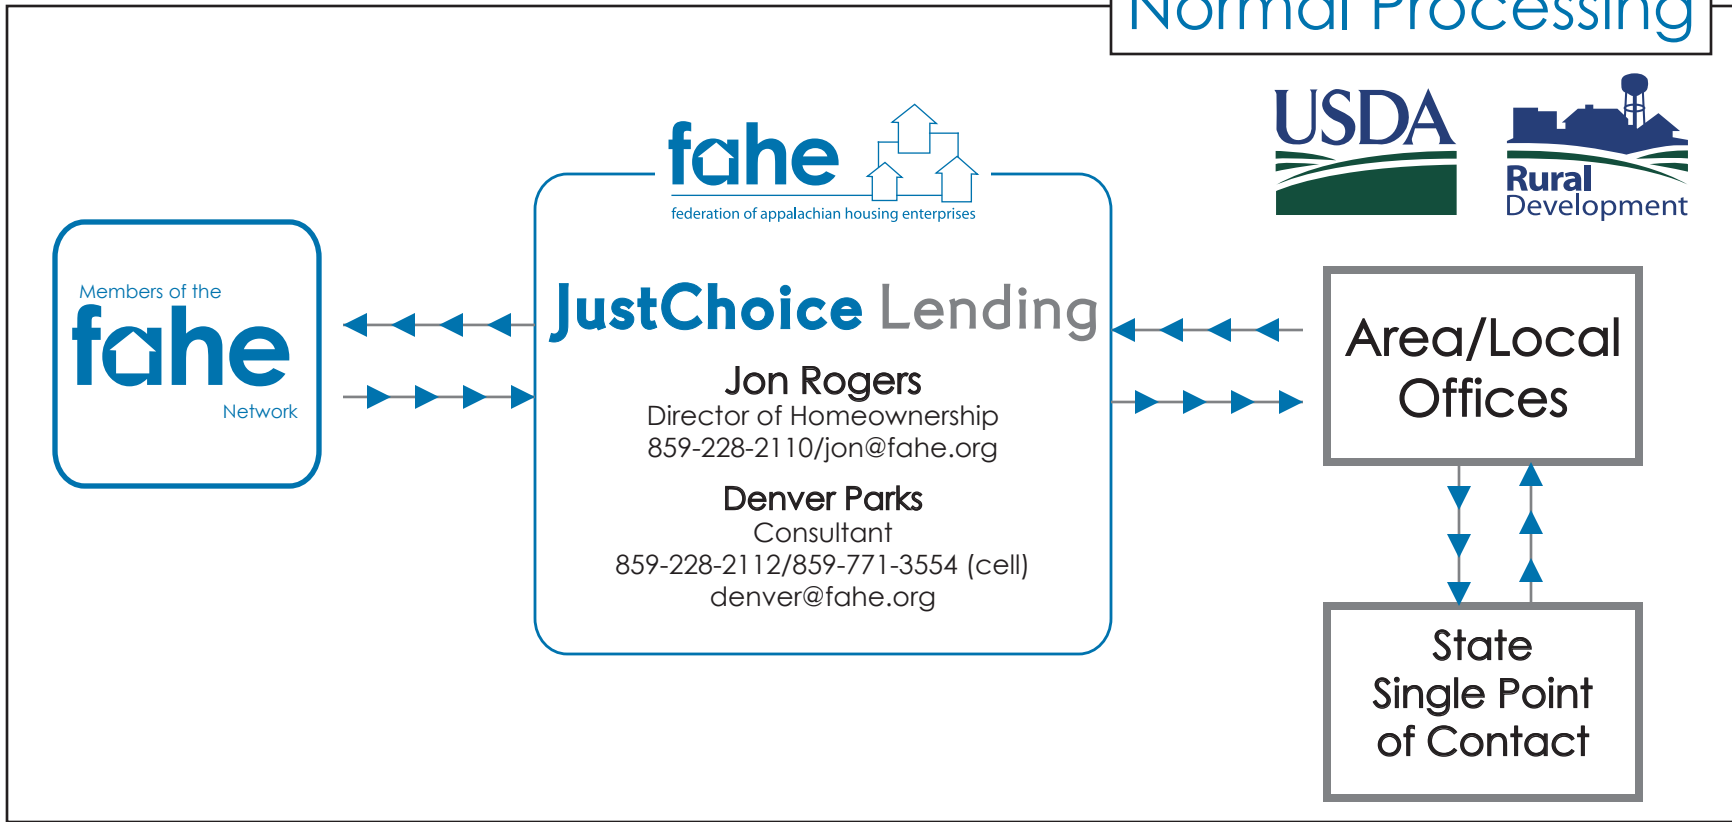 Normal Processing
USDA
Rural
Development
fahe
federation of appalachian housing enterprises
Members of the
fahe
Network
JustChoice Lending
Jon Rogers
Director of Homeownership
859-228-2110/jon@fahe.org
Denver Parks
Consultant
859-228-2112/859-771-3554 (cell)
denver@fahe.org
Area/Local
Offices
State
Single Point
of Contact